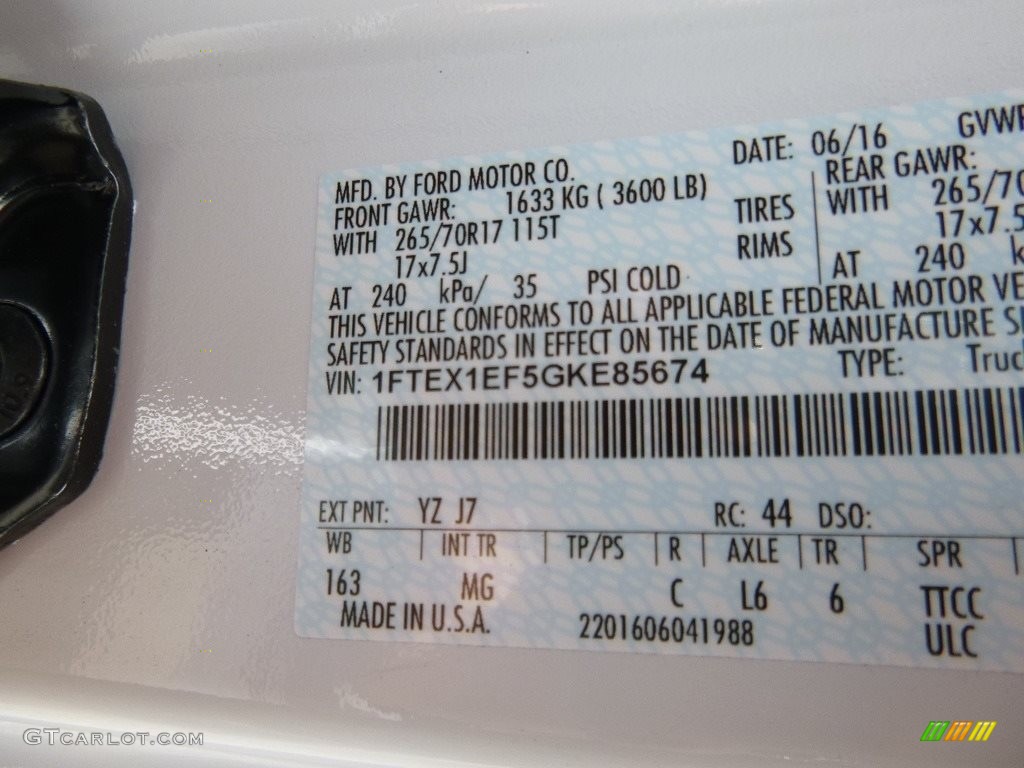 MFD. BY FORD MOTOR CO. DATE: 06/16 GVWR
FRONT GAWR: 1633 KG ( 3600 LB) REAR GAWR:
WITH 265/70R17 115T TIRES WITH 265/70
17x7.5J RIMS 17x7.5
AT 240 kPa/ 35 PSI COLD AT 240
THIS VEHICLE CONFORMS TO ALL APPLICABLE FEDERAL MOTOR
SAFETY STANDARDS IN EFFECT ON THE DATE OF MANUFACTURE
VIN: 1FTEX1EF5GKE85674 TYPE: Truc
EXT PNT: YZ J7 RC: 44 DSO:
WB INT TR TP/PS R AXLE TR SPR
163 MG C L6 6 TTCC
MADE IN U.S.A. 2201606041988 ULC
GTCARLOT.COM